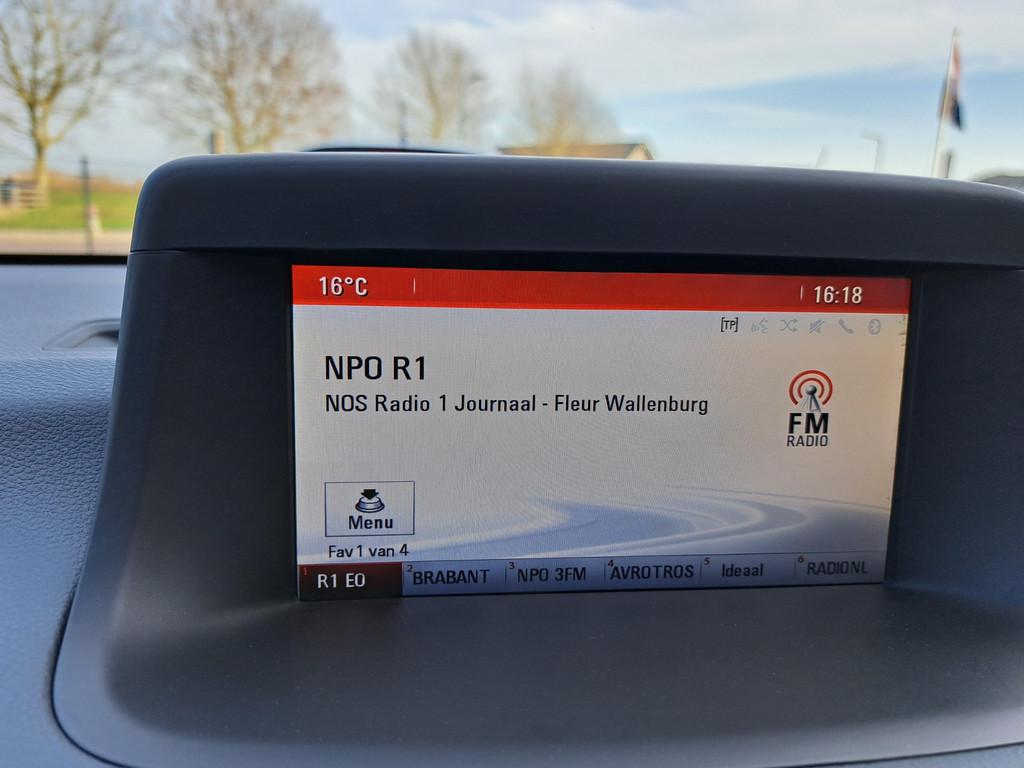 16°C 16:18
[TP]
NPO R1
NOS Radio 1 Journaal - Fleur Wallenburg
FM
RADIO
Menu
Fav 1 van 4
1 R1 EO 2 BRABANT 3 NPO 3FM 4 AVROTROS 5 Ideaal 6 RADIONL